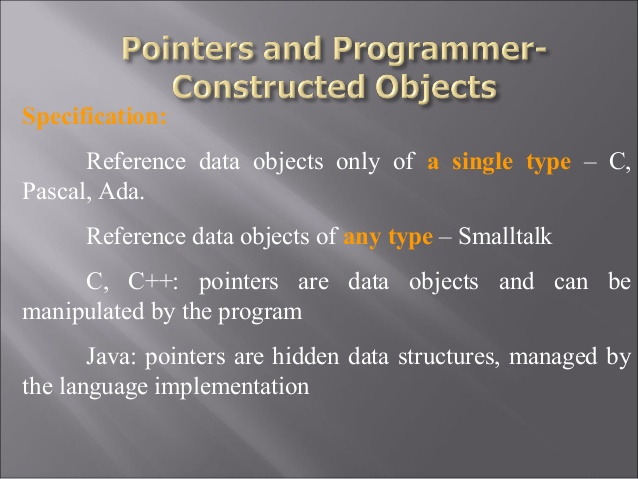 Pointers and Programmer-
Constructed Objects
Specification:
Reference data objects only of a single type – C,
Pascal, Ada.
Reference data objects of any type – Smalltalk
C, C++: pointers are data objects and can be
manipulated by the program
Java: pointers are hidden data structures, managed by
the language implementation